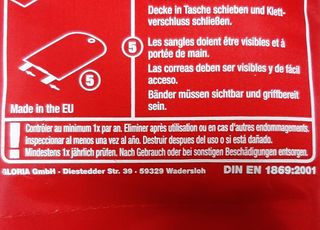 Decke in Tasche schieben und Klett-
verschluss schließen.
5
Les sangles doivent être visibles et à
portée de main.
Las correas deben ser visibles y de fácil
acceso.
Bänder müssen sichtbar und griffbereit
sein.
5
Made in the EU
Contrôler au minimum 1x par an. Eliminer après utilisation ou en cas d'autres endommagements.
Inspeccionar al menos una vez al año. Destruir despues del uso o si está dañado.
Mindestens 1x jährlich prüfen. Nach Gebrauch oder bei sonstigen Beschädigungen entsorgen.
GLORIA GmbH - Diestedder Str. 39 - 59329 Wadersloh
DIN EN 1869:2001